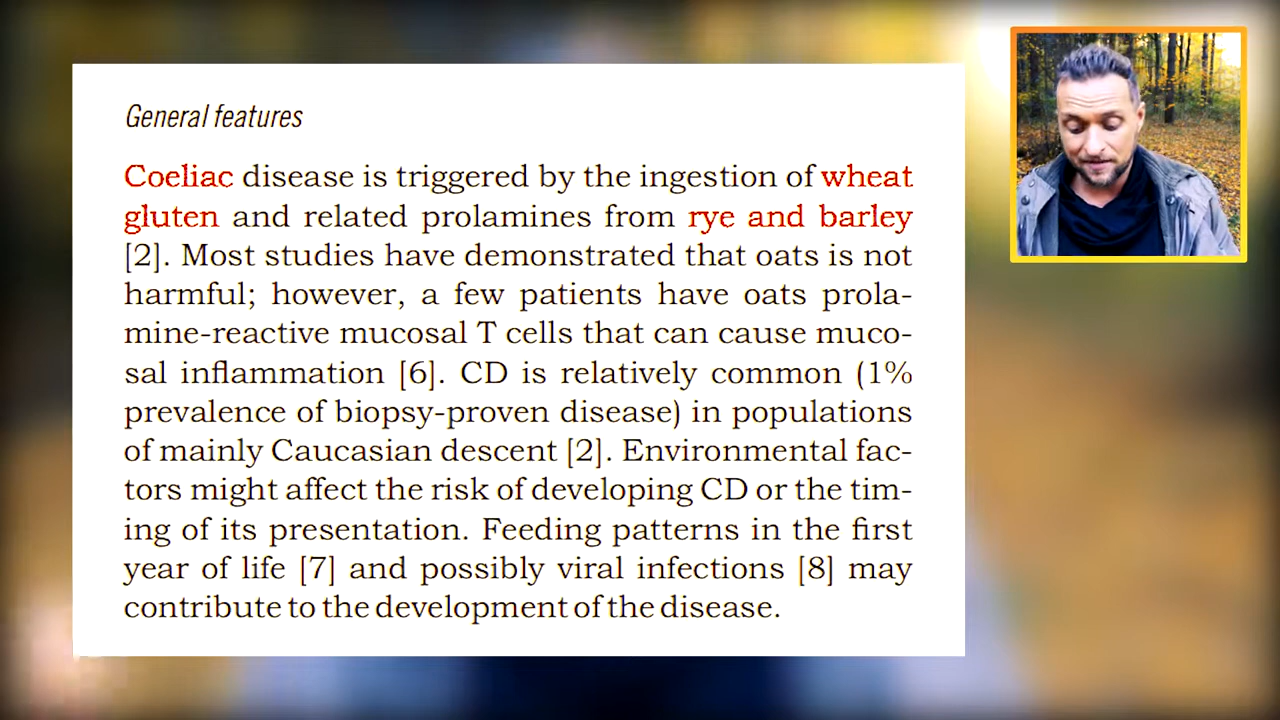 General features
Coeliac disease is triggered by the ingestion of wheat
gluten and related prolamines from rye and barley
[2]. Most studies have demonstrated that oats is not
harmful; however, a few patients have oats prola-
mine-reactive mucosal T cells that can cause muco-
sal inflammation [6]. CD is relatively common (1%
prevalence of biopsy-proven disease) in populations
of mainly Caucasian descent [2]. Environmental fac-
tors might affect the risk of developing CD or the tim-
ing of its presentation. Feeding patterns in the first
year of life [7] and possibly viral infections [8] may
contribute to the development of the disease.